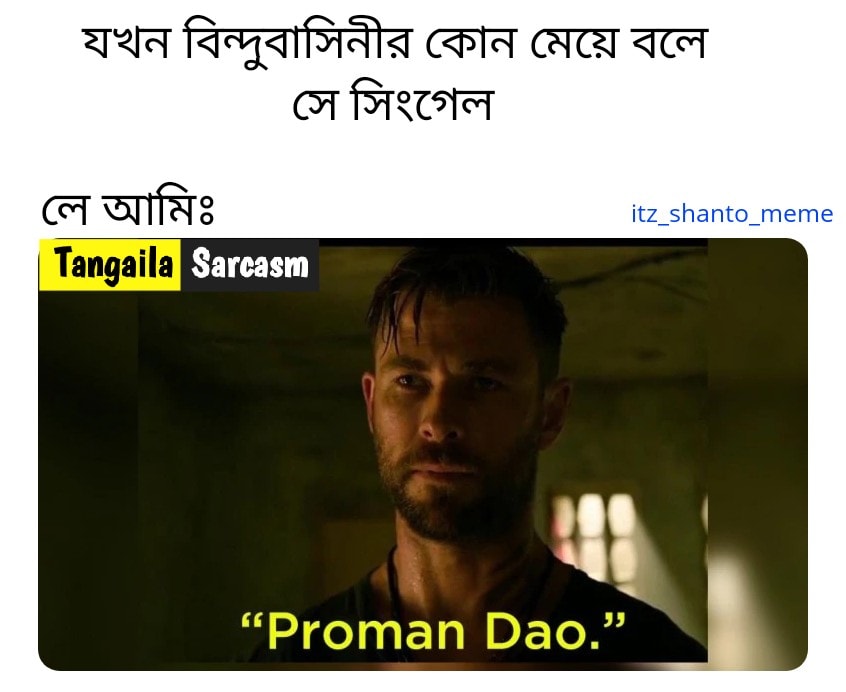 যখন বিন্দুবাসিনীর কোন মেয়ে বলে
সে সিংগেল
লে আমিঃ
itz_shanto_meme
Tangaila Sarcasm
“Proman Dao.”